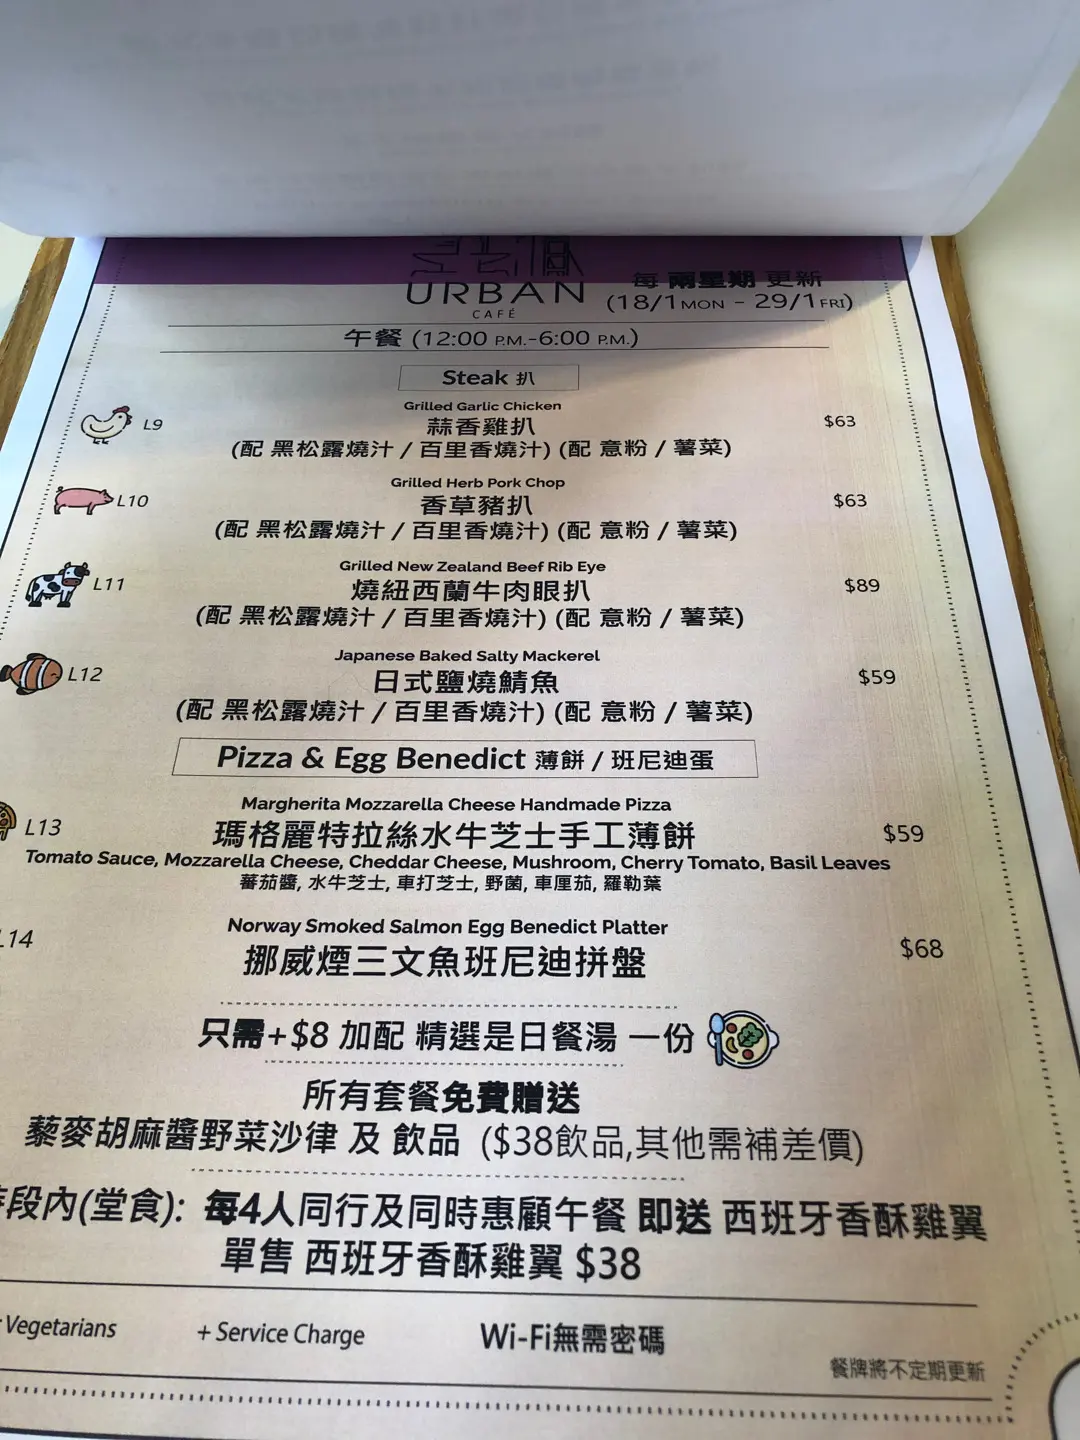 URBAN
CAFÉ
每 兩星期 更新
(18/1 MON - 29/1 FRI)
午餐 (12:00 P.M.-6:00 P.M.)
Steak 扒
Grilled Garlic Chicken
L9 蒜香雞扒 $63
(配 黑松露燒汁 / 百里香燒汁) (配 意粉 / 薯菜)
Grilled Herb Pork Chop
L10 香草豬扒 $63
(配 黑松露燒汁 / 百里香燒汁) (配 意粉 / 薯菜)
Grilled New Zealand Beef Rib Eye
L11 燒紐西蘭牛肉眼扒 $89
(配 黑松露燒汁 / 百里香燒汁) (配 意粉 / 薯菜)
Japanese Baked Salty Mackerel
L12 日式鹽燒鯖魚 $59
(配 黑松露燒汁 / 百里香燒汁) (配 意粉 / 薯菜)
Pizza & Egg Benedict 薄餅 / 班尼迪蛋
Margherita Mozzarella Cheese Handmade Pizza
L13 瑪格麗特拉絲水牛芝士手工薄餅 $59
Tomato Sauce, Mozzarella Cheese, Cheddar Cheese, Mushroom, Cherry Tomato, Basil Leaves
蕃茄醬, 水牛芝士, 車打芝士, 野菌, 車厘茄, 羅勒葉
Norway Smoked Salmon Egg Benedict Platter
L14 挪威煙三文魚班尼迪拼盤 $68
只需+$8 加配 精選是日餐湯 一份
所有套餐免費贈送
藜麥胡麻醬野菜沙律 及 飲品 ($38飲品,其他需補差價)
段內(堂食): 每4人同行及同時惠顧午餐 即送 西班牙香酥雞翼
單售 西班牙香酥雞翼 $38
Vegetarians + Service Charge Wi-Fi無需密碼
餐牌將不定期更新